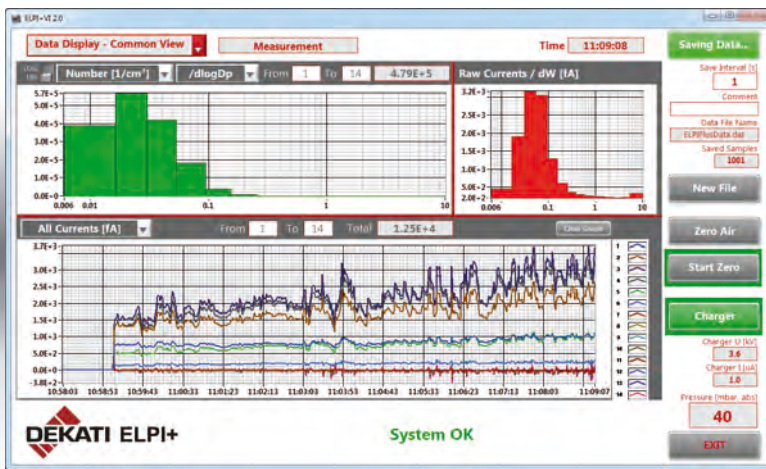 ELPI+VI 2.0
Data Display - Common View
Measurement
Time 11:09:08
Saving Data..
Save Interval [s]
1
Comment
Data File Name
ELPIPlusData.dat
Saved Samples
1001
New File
Zero Air
Start Zero
Charger
Charger U [kV]
3.6
Charger I [uA]
1.0
Pressure [mbar, abs]
40
EXIT
Number [1/cm³] /dlogDp From 1 To 14 4.79E+5
5.7E+5
5.0E+5
4.0E+5
3.0E+5
2.0E+5
1.0E+5
0.0E+0
0.006 0.01 0.1 1 10
Raw Currents / dW [fA]
3.2E+3
3.0E+3
2.5E+3
2.0E+3
1.5E+3
1.0E+3
5.0E+2
2.0E+2
0.006 0.1 1 10
All Currents [fA] From 1 To 14 Total 1.25E+4
3.7E+3
3.0E+3
2.5E+3
2.0E+3
1.5E+3
1.0E+3
5.0E+2
0.0E+0
-1.8E+2
10:58:03 10:58:53 10:59:43 11:00:33 11:01:23 11:02:13 11:03:03 11:03:53 11:04:43 11:05:33 11:06:23 11:07:13 11:08:03 11:09:07
1
2
3
4
5
6
7
8
9
10
11
12
13
14
DEKATI ELPI+
System OK